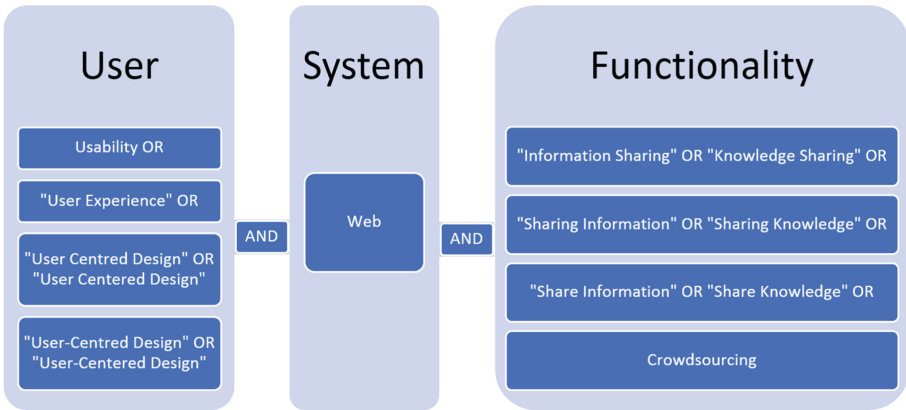 User
Usability OR
"User Experience" OR
"User Centred Design" OR
"User Centered Design"
"User-Centred Design" OR
"User-Centered Design"
AND
System
Web
AND
Functionality
"Information Sharing" OR "Knowledge Sharing" OR
"Sharing Information" OR "Sharing Knowledge" OR
"Share Information" OR "Share Knowledge" OR
Crowdsourcing